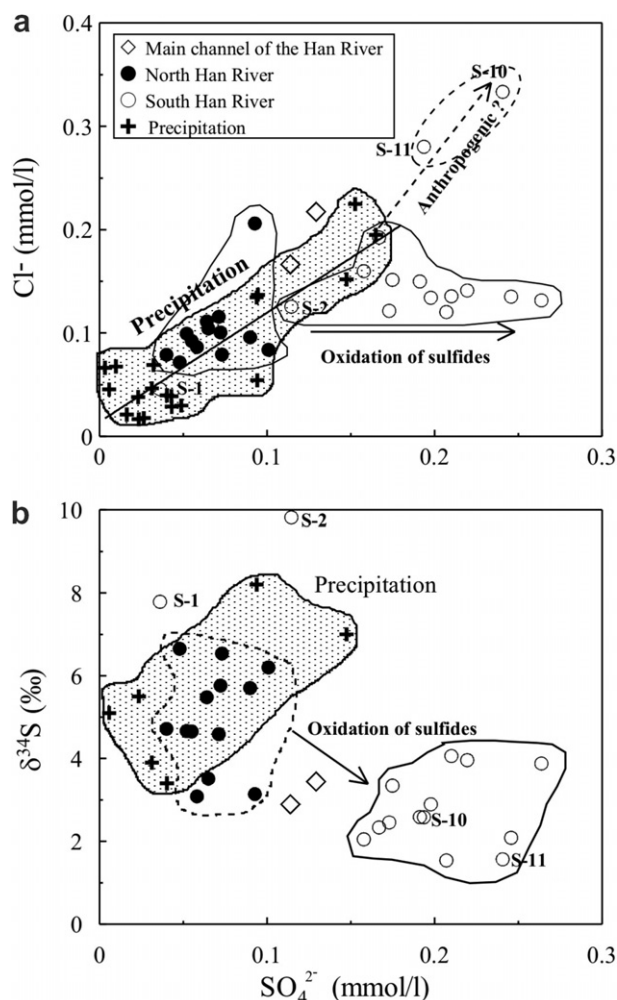 a
0.4
0.3
0.2
0.1
0
Cl- (mmol/l)
Main channel of the Han River
North Han River
South Han River
Precipitation
S-10
S-11
Anthropogenic ?
Precipitation
S-2
Oxidation of sulfides
S-1
0 0.1 0.2 0.3
b
10
8
6
4
2
0
δ³⁴S (‰)
S-2
Precipitation
S-1
Oxidation of sulfides
S-10
S-11
0 0.1 0.2 0.3
SO₄²⁻ (mmol/l)